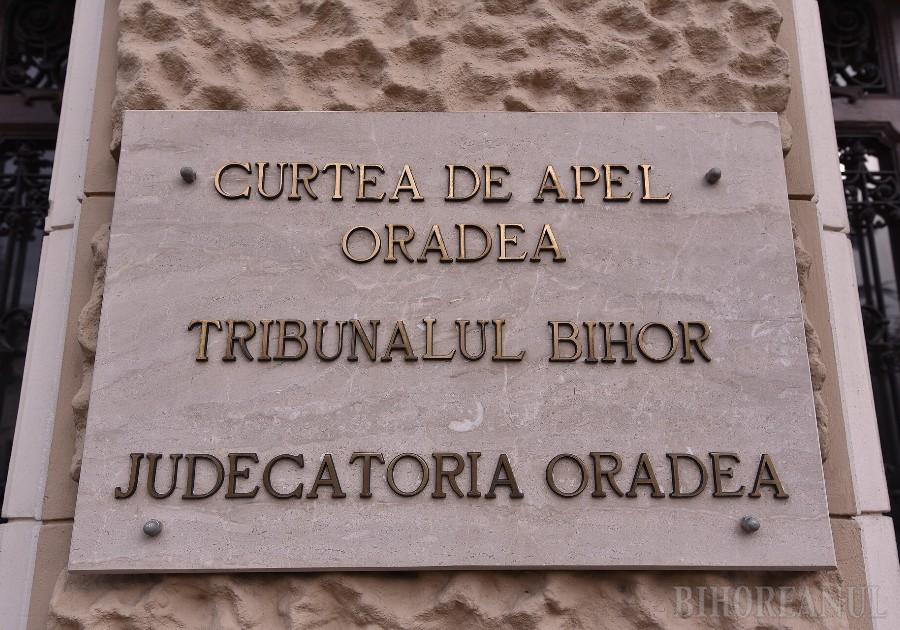 CURTEA DE APEL
ORADEA
TRIBUNALUL BIHOR
JUDECATORIA ORADEA
BIHOREANUL